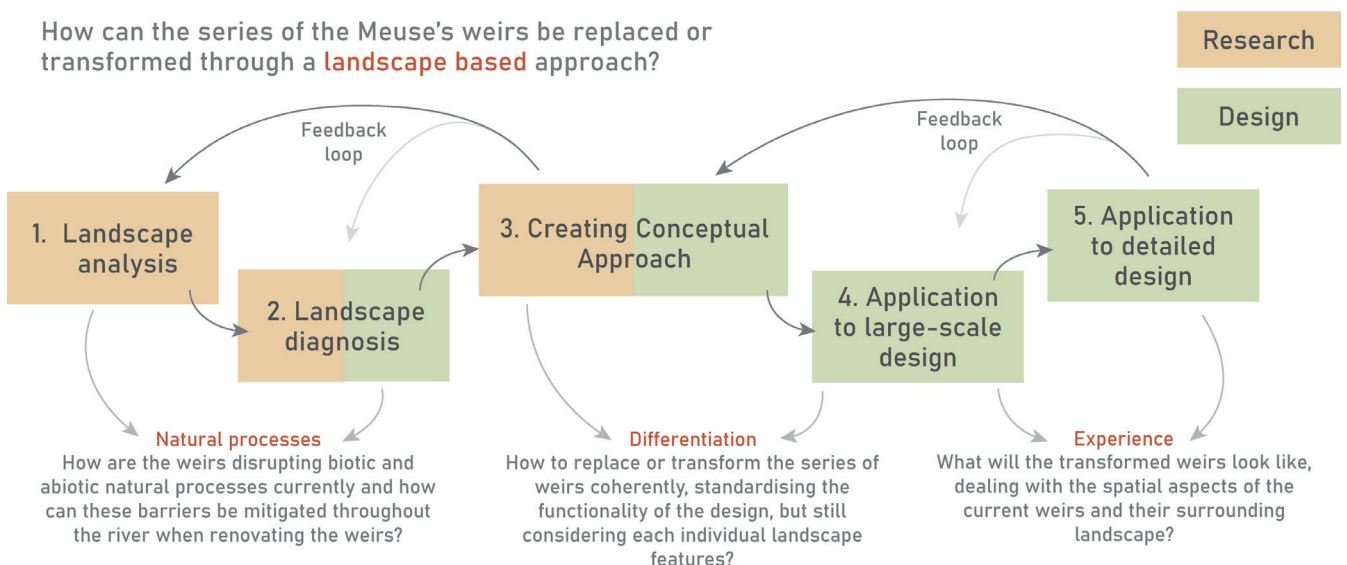 How can the series of the Meuse's weirs be replaced or
transformed through a landscape based approach?
Research
Design
Feedback
loop
Feedback
loop
1. Landscape
analysis
2. Landscape
diagnosis
3. Creating Conceptual
Approach
4. Application
to large-scale
design
5. Application
to detailed
design
Natural processes
How are the weirs disrupting biotic and
abiotic natural processes currently and how
can these barriers be mitigated throughout
the river when renovating the weirs?
Differentiation
How to replace or transform the series of
weirs coherently, standardising the
functionality of the design, but still
considering each individual landscape
features?
Experience
What will the transformed weirs look like,
dealing with the spatial aspects of the
current weirs and their surrounding
landscape?